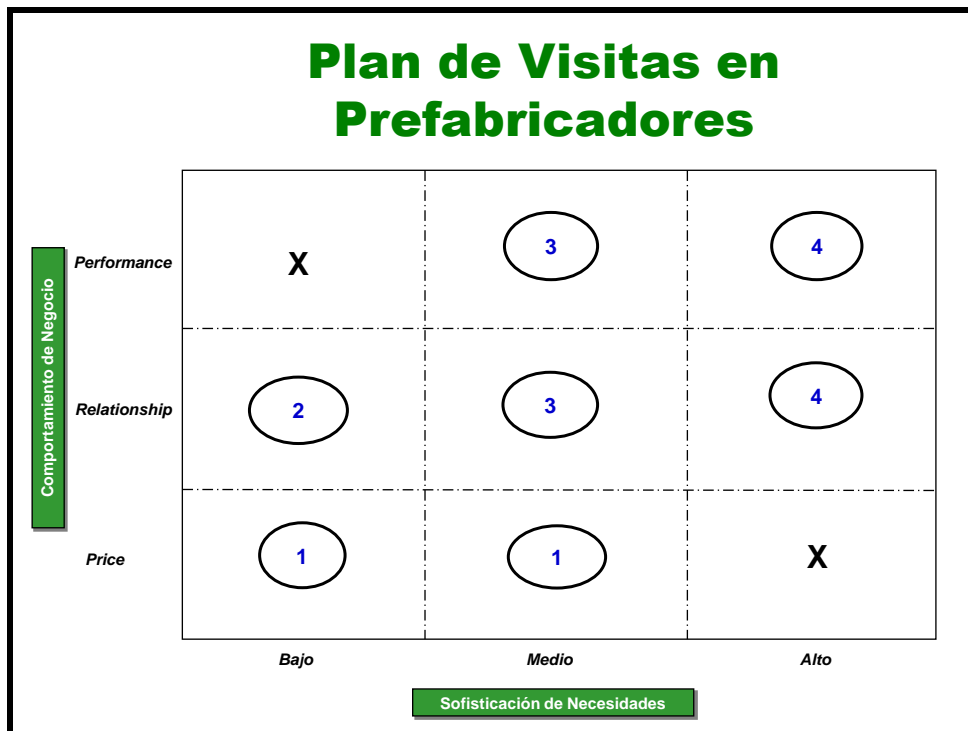 Plan de Visitas en
Prefabricadores
Comportamiento de Negocio
Performance
X
3
4
Relationship
2
3
4
Price
1
1
X
Bajo
Medio
Alto
Sofisticación de Necesidades